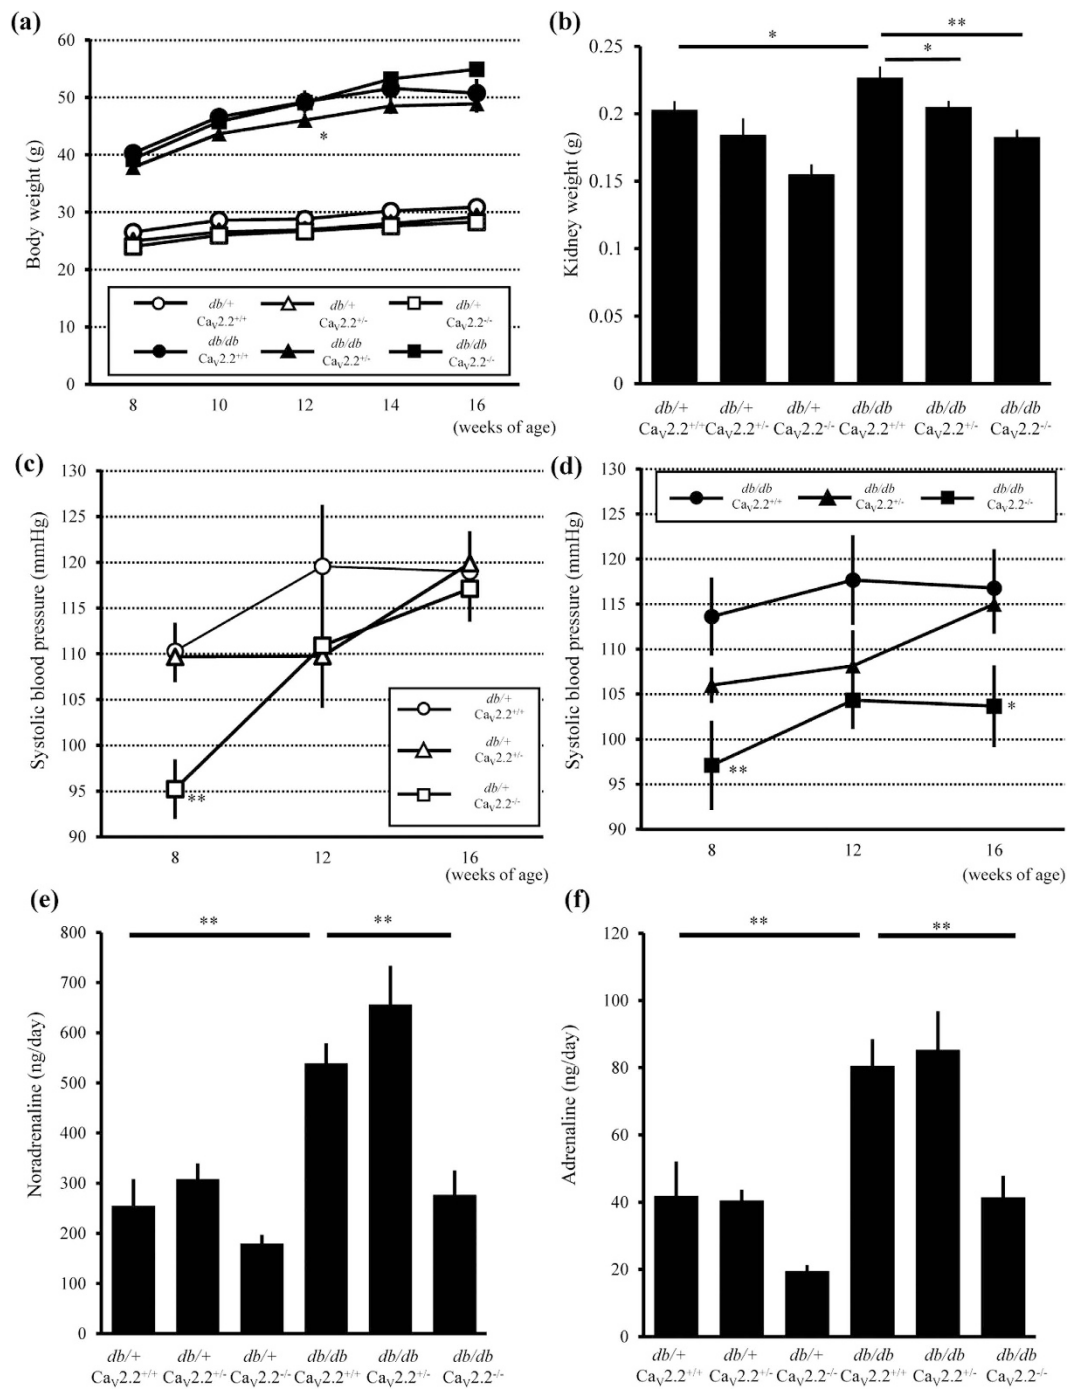 (a)
60
50
40
30
20
10
0
Body weight (g)
*
db/+ db/+ db/+
CaV2.2+/+ CaV2.2+/- CaV2.2-/-
db/db db/db db/db
CaV2.2+/+ CaV2.2+/- CaV2.2-/-
8 10 12 14 16
(weeks of age)
(b)
** 
* *
0.25
0.2
0.15
0.1
0.05
0
Kidney weight (g)
db/+ db/+ db/+ db/db db/db db/db
CaV2.2+/+ CaV2.2+/- CaV2.2-/- CaV2.2+/+ CaV2.2+/- CaV2.2-/-
(c)
130
125
120
115
110
105
100
95
90
Systolic blood pressure (mmHg)
**
db/+
CaV2.2+/+
db/+
CaV2.2+/-
db/+
CaV2.2-/-
8 12 16
(weeks of age)
(d)
130
125
120
115
110
105
100
95
90
Systolic blood pressure (mmHg)
db/db db/db db/db
CaV2.2+/+ CaV2.2+/- CaV2.2-/-
*
**
8 12 16
(weeks of age)
(e)
** **
800
700
600
500
400
300
200
100
0
Noradrenaline (ng/day)
db/+ db/+ db/+ db/db db/db db/db
CaV2.2+/+ CaV2.2+/- CaV2.2-/- CaV2.2+/+ CaV2.2+/- CaV2.2-/-
(f)
** **
120
100
80
60
40
20
0
Adrenaline (ng/day)
db/+ db/+ db/+ db/db db/db db/db
CaV2.2+/+ CaV2.2+/- CaV2.2-/- CaV2.2+/+ CaV2.2+/- CaV2.2-/-